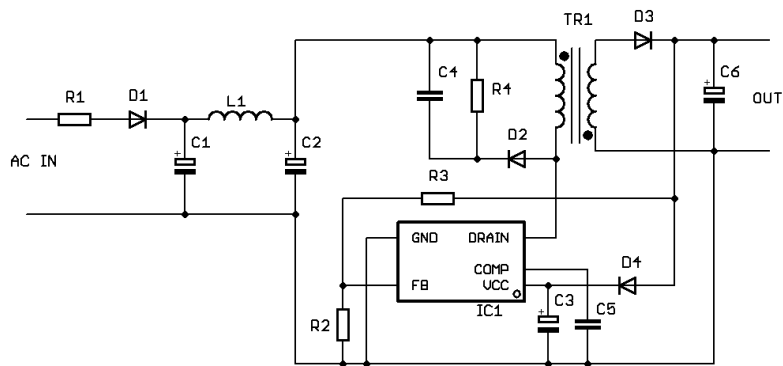 TR1
D3
C4
R4
C6
R1
D1
L1
OUT
D2
C1
C2
AC IN
R3
GND
DRAIN
COMP
D4
FB
VCC
IC1
C3
C5
R2